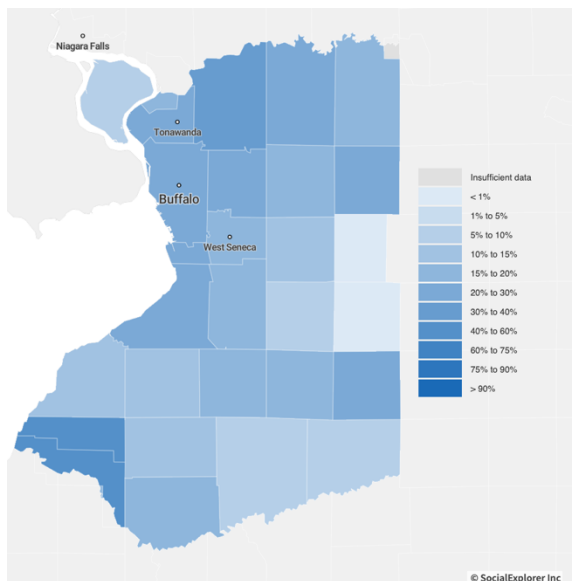 Niagara Falls
Tonawanda
Buffalo
West Seneca
Insufficient data
< 1%
1% to 5%
5% to 10%
10% to 15%
15% to 20%
20% to 30%
30% to 40%
40% to 60%
60% to 75%
75% to 90%
> 90%
© SocialExplorer Inc